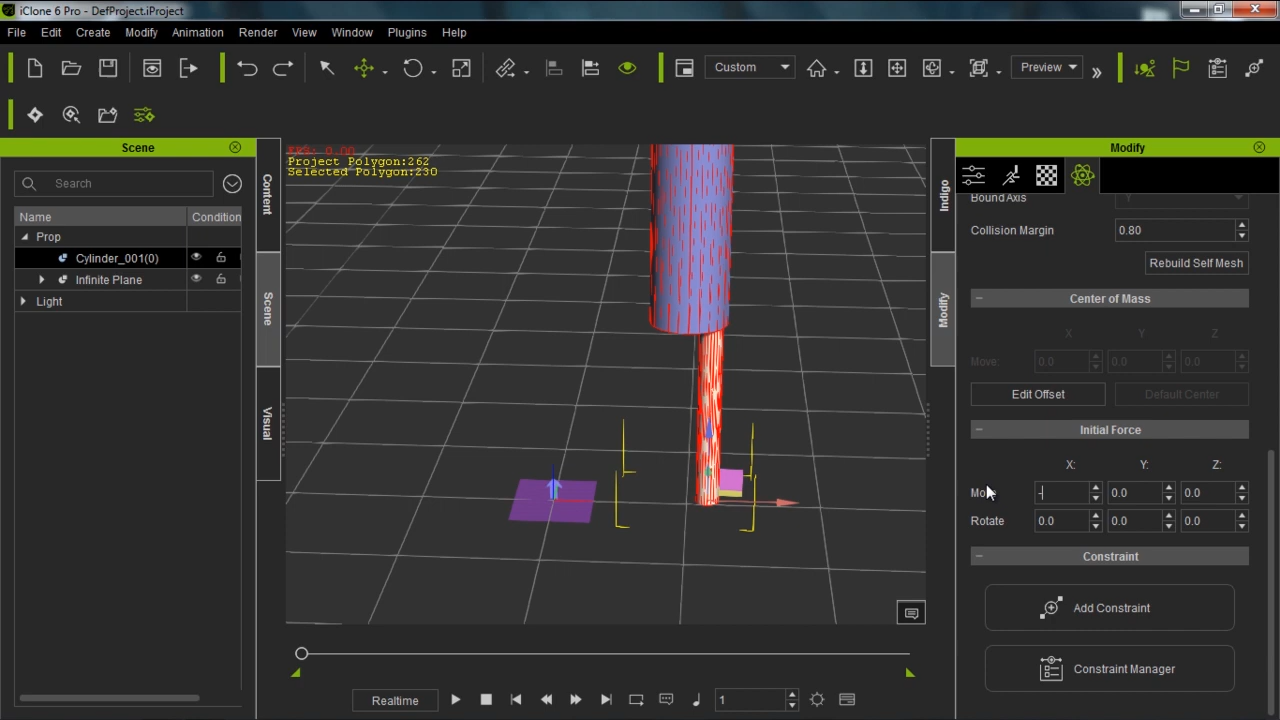 iClone 6 Pro - DefProject.iProject
File Edit Create Modify Animation Render View Window Plugins Help
Custom Preview
Scene
Search
Name Condition
Prop
Cylinder_001(0)
Infinite Plane
Light
Content
Scene
Visual
FPS: 0.00
Project Polygon:262
Selected Polygon:230
Indigo
Modify
Modify
Bound Axis Y
Collision Margin 0.80
Rebuild Self Mesh
Center of Mass
X Y Z
Move: 0.0 0.0 0.0
Edit Offset Default Center
Initial Force
X: Y: Z:
Move - 0.0 0.0
Rotate 0.0 0.0 0.0
Constraint
Add Constraint
Constraint Manager
Realtime 1